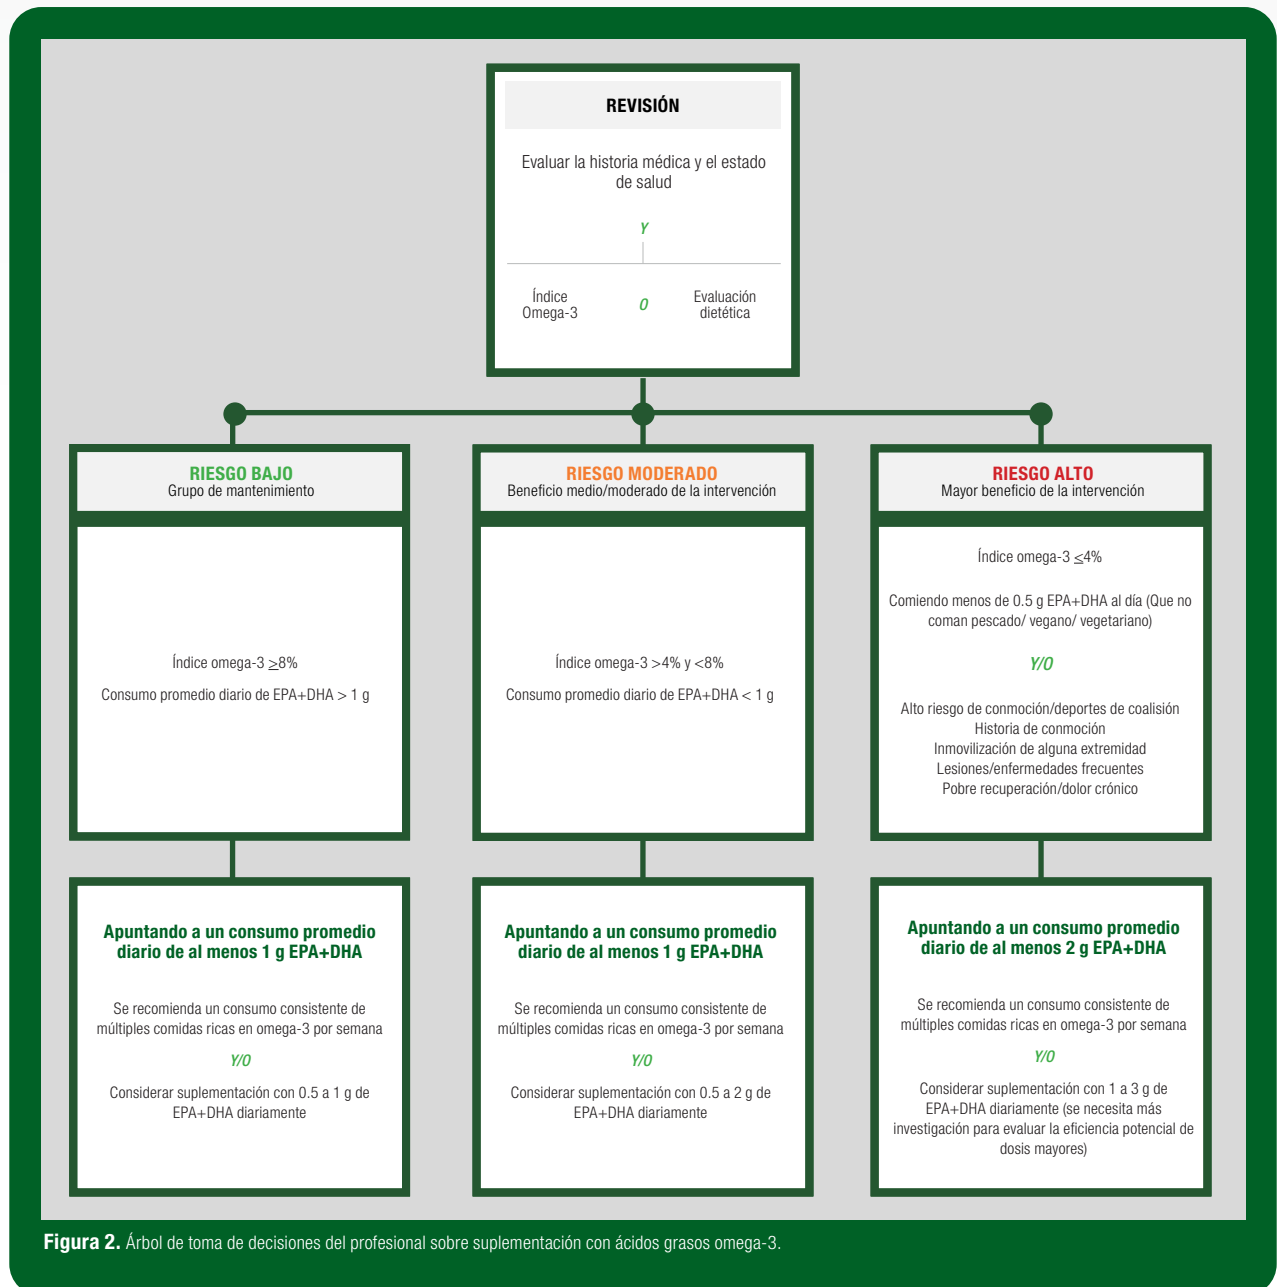 REVISIÓN
Evaluar la historia médica y el estado
de salud
Y
Índice
Omega-3
O
Evaluación
dietética
RIESGO BAJO
Grupo de mantenimiento
Índice omega-3 ≥8%
Consumo promedio diario de EPA+DHA > 1 g
Apuntando a un consumo promedio
diario de al menos 1 g EPA+DHA
Se recomienda un consumo consistente de
múltiples comidas ricas en omega-3 por semana
Y/O
Considerar suplementación con 0.5 a 1 g de
EPA+DHA diariamente
RIESGO MODERADO
Beneficio medio/moderado de la intervención
Índice omega-3 >4% y <8%
Consumo promedio diario de EPA+DHA < 1 g
Apuntando a un consumo promedio
diario de al menos 1 g EPA+DHA
Se recomienda un consumo consistente de
múltiples comidas ricas en omega-3 por semana
Y/O
Considerar suplementación con 0.5 a 2 g de
EPA+DHA diariamente
RIESGO ALTO
Mayor beneficio de la intervención
Índice omega-3 ≤4%
Comiendo menos de 0.5 g EPA+DHA al día (Que no
coman pescado/ vegano/ vegetariano)
Y/O
Alto riesgo de conmoción/deportes de coalisión
Historia de conmoción
Inmovilización de alguna extremidad
Lesiones/enfermedades frecuentes
Pobre recuperación/dolor crónico
Apuntando a un consumo promedio
diario de al menos 2 g EPA+DHA
Se recomienda un consumo consistente de
múltiples comidas ricas en omega-3 por semana
Y/O
Considerar suplementación con 1 a 3 g de
EPA+DHA diariamente (se necesita más
investigación para evaluar la eficiencia potencial de
dosis mayores)
Figura 2. Árbol de toma de decisiones del profesional sobre suplementación con ácidos grasos omega-3.